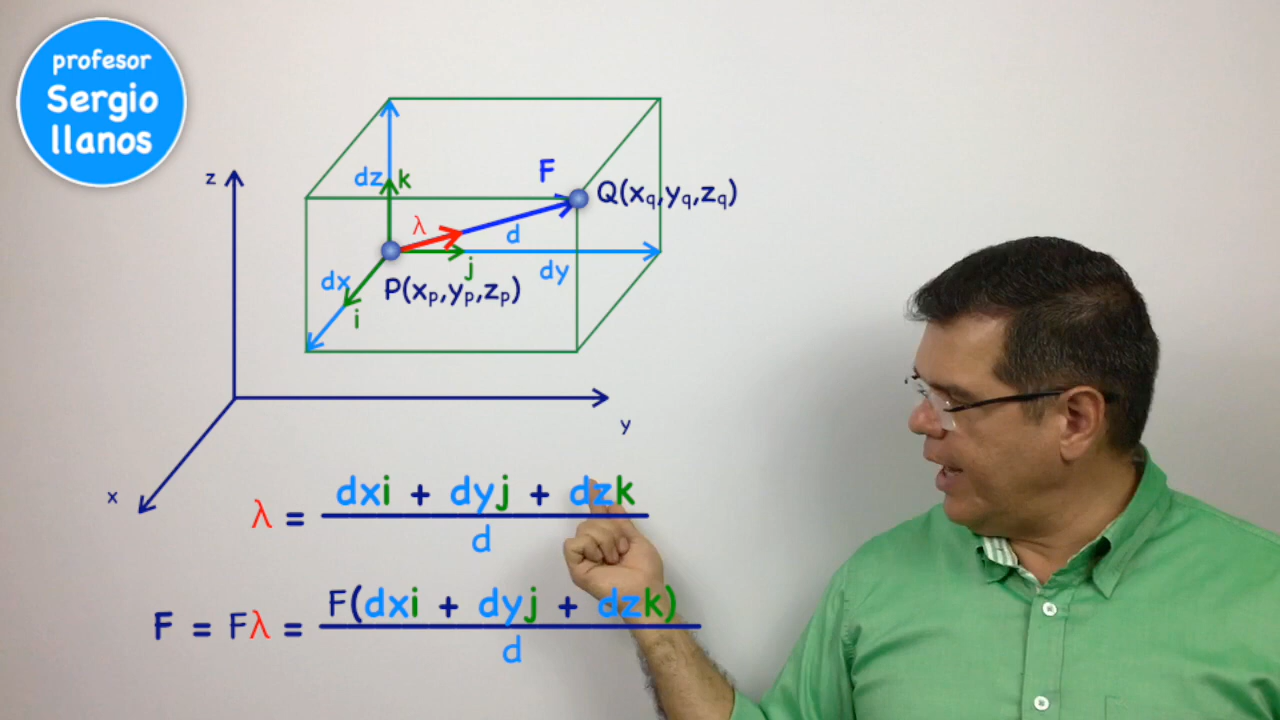 profesor
Sergio
llanos
z
dz k
F
Q(xq,yq,zq)
λ
d
j
dy
dx
P(xp,yp,zp)
i
y
x
λ = dxi + dyj + dzk
d
F = Fλ = F(dxi + dyj + dzk)
d